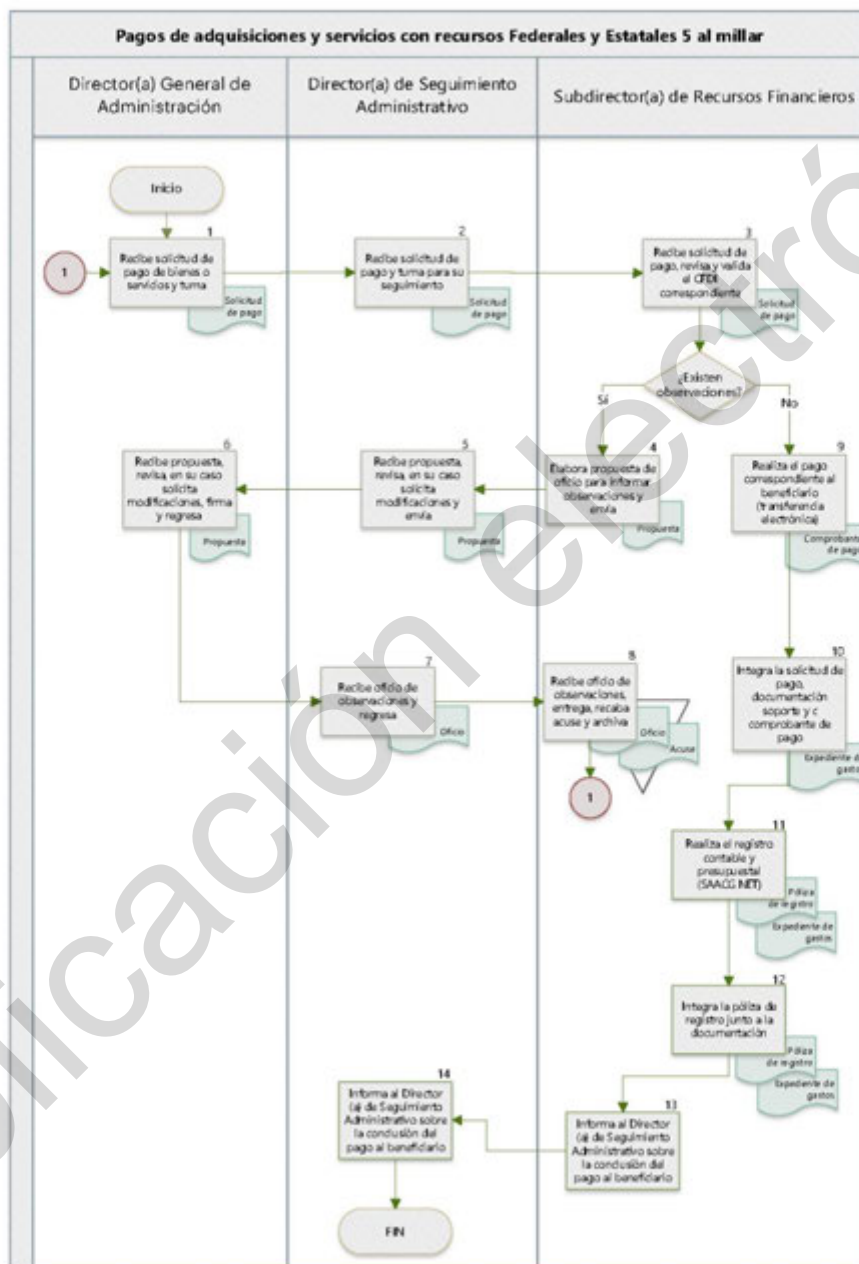 Pagos de adquisiciones y servicios con recursos Federales y Estatales 5 al millar
Director(a) General de
Administración
Director(a) de Seguimiento
Administrativo
Subdirector(a) de Recursos Financieros
Inicio
1
1
Recibe solicitud de
pago de bienes o
servicios y turna
Solicitud
de pago
2
Recibe solicitud de
pago y turna para su
seguimiento
Solicitud
de pago
3
Recibe solicitud de
pago, revisa y valida
el CFDI
correspondiente
Solicitud
de pago
¿Existen
observaciones?
Sí
No
6
Recibe propuesta,
revisa, en su caso
solicita
modificaciones, firma
y regresa
Propuesta
5
Recibe propuesta,
revisa, en su caso
solicita
modificaciones y
envía
Propuesta
4
Elabora propuesta de
oficio para informar
observaciones y
envía
Propuesta
9
Realiza el pago
correspondiente al
beneficiario
(transferencia
electrónica)
Comprobante
de pago
7
Recibe oficio de
observaciones y
regresa
Oficio
8
Recibe oficio de
observaciones,
entrega, recaba
acuse y archiva
Oficio
Acuse
1
10
Integra la solicitud de
pago,
documentación
soporte y c
comprobante de
pago
Expediente de
gastos
11
Realiza el registro
contable y
presupuestal
(SAACG.NET)
Póliza
de registro
Expediente de
gastos
12
Integra la póliza de
registro junto a la
documentación
Póliza
de registro
Expediente de
gastos
14
Informa al Director
(a) de Seguimiento
Administrativo sobre
la conclusión del
pago al beneficiario
13
Informa al Director
(a) de Seguimiento
Administrativo sobre
la conclusión del
pago al beneficiario
FIN